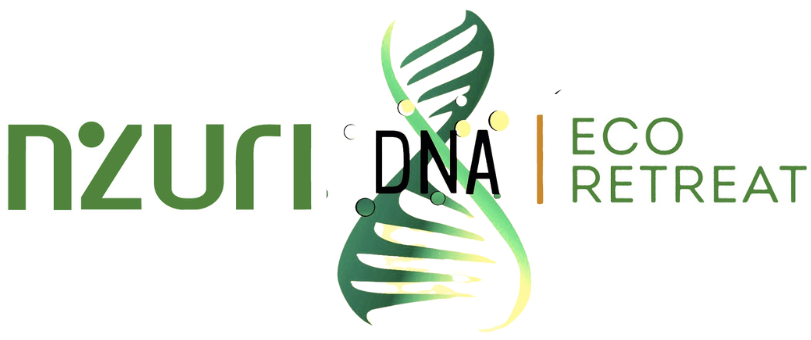 nzuri
DNA
ECO
RETREAT